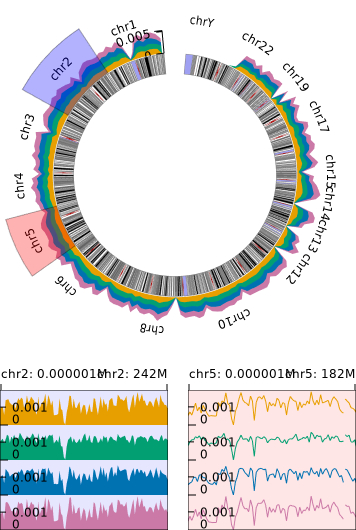 chrY
chr1
0.005
0
chr22
chr2
chr19
chr17
chr3
chr15
chr4
chr14
chr13
chr5
chr12
chr6
chr10
chr8
chr2: 0.000001M
chr2: 242M
chr5: 0.000001M
chr5: 182M
0.001
0
0.001
0
0.001
0
0.001
0
0.001
0
0.001
0
0.001
0
0.001
0